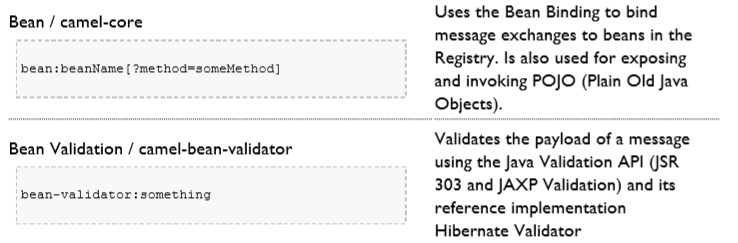 Bean / camel-core
bean:beanName[?method=someMethod]
Uses the Bean Binding to bind
message exchanges to beans in the
Registry. Is also used for exposing
and invoking POJO (Plain Old Java
Objects).
Bean Validation / camel-bean-validator
bean-validator:something
Validates the payload of a message
using the Java Validation API (JSR
303 and JAXP Validation) and its
reference implementation
Hibernate Validator